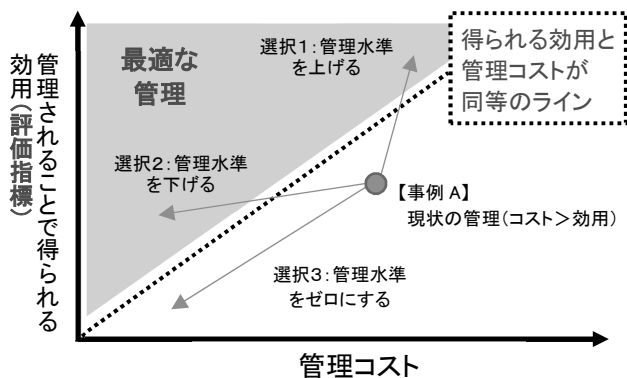 最適な
管理
選択1：管理水準
を上げる
得られる効用と
管理コストが
同等のライン
選択2：管理水準
を下げる
【事例 A】
現状の管理（コスト＞効用）
選択3：管理水準
をゼロにする
管理されることで得られる
効用（評価指標）
管理コスト